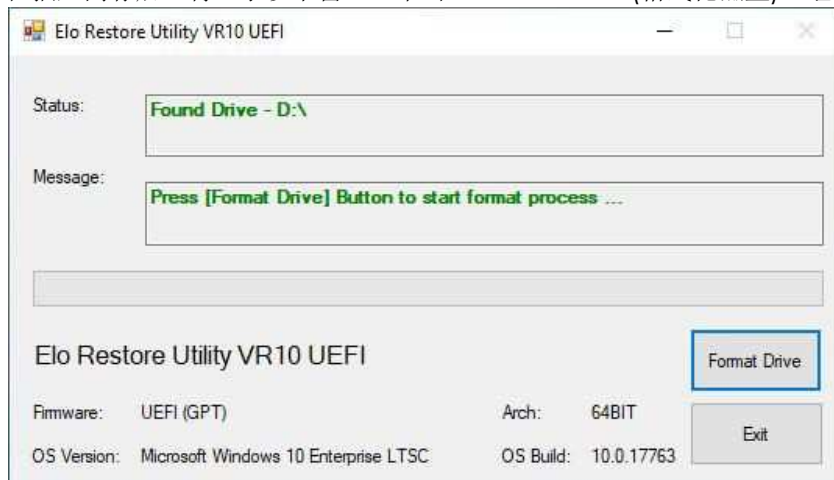 Elo Restore Utility VR10 UEFI
Status:
Found Drive - D:\
Message:
Press [Format Drive] Button to start format process ...
Elo Restore Utility VR10 UEFI
Format Drive
Firmware: UEFI (GPT) Arch: 64BIT
Exit
OS Version: Microsoft Windows 10 Enterprise LTSC OS Build: 10.0.17763